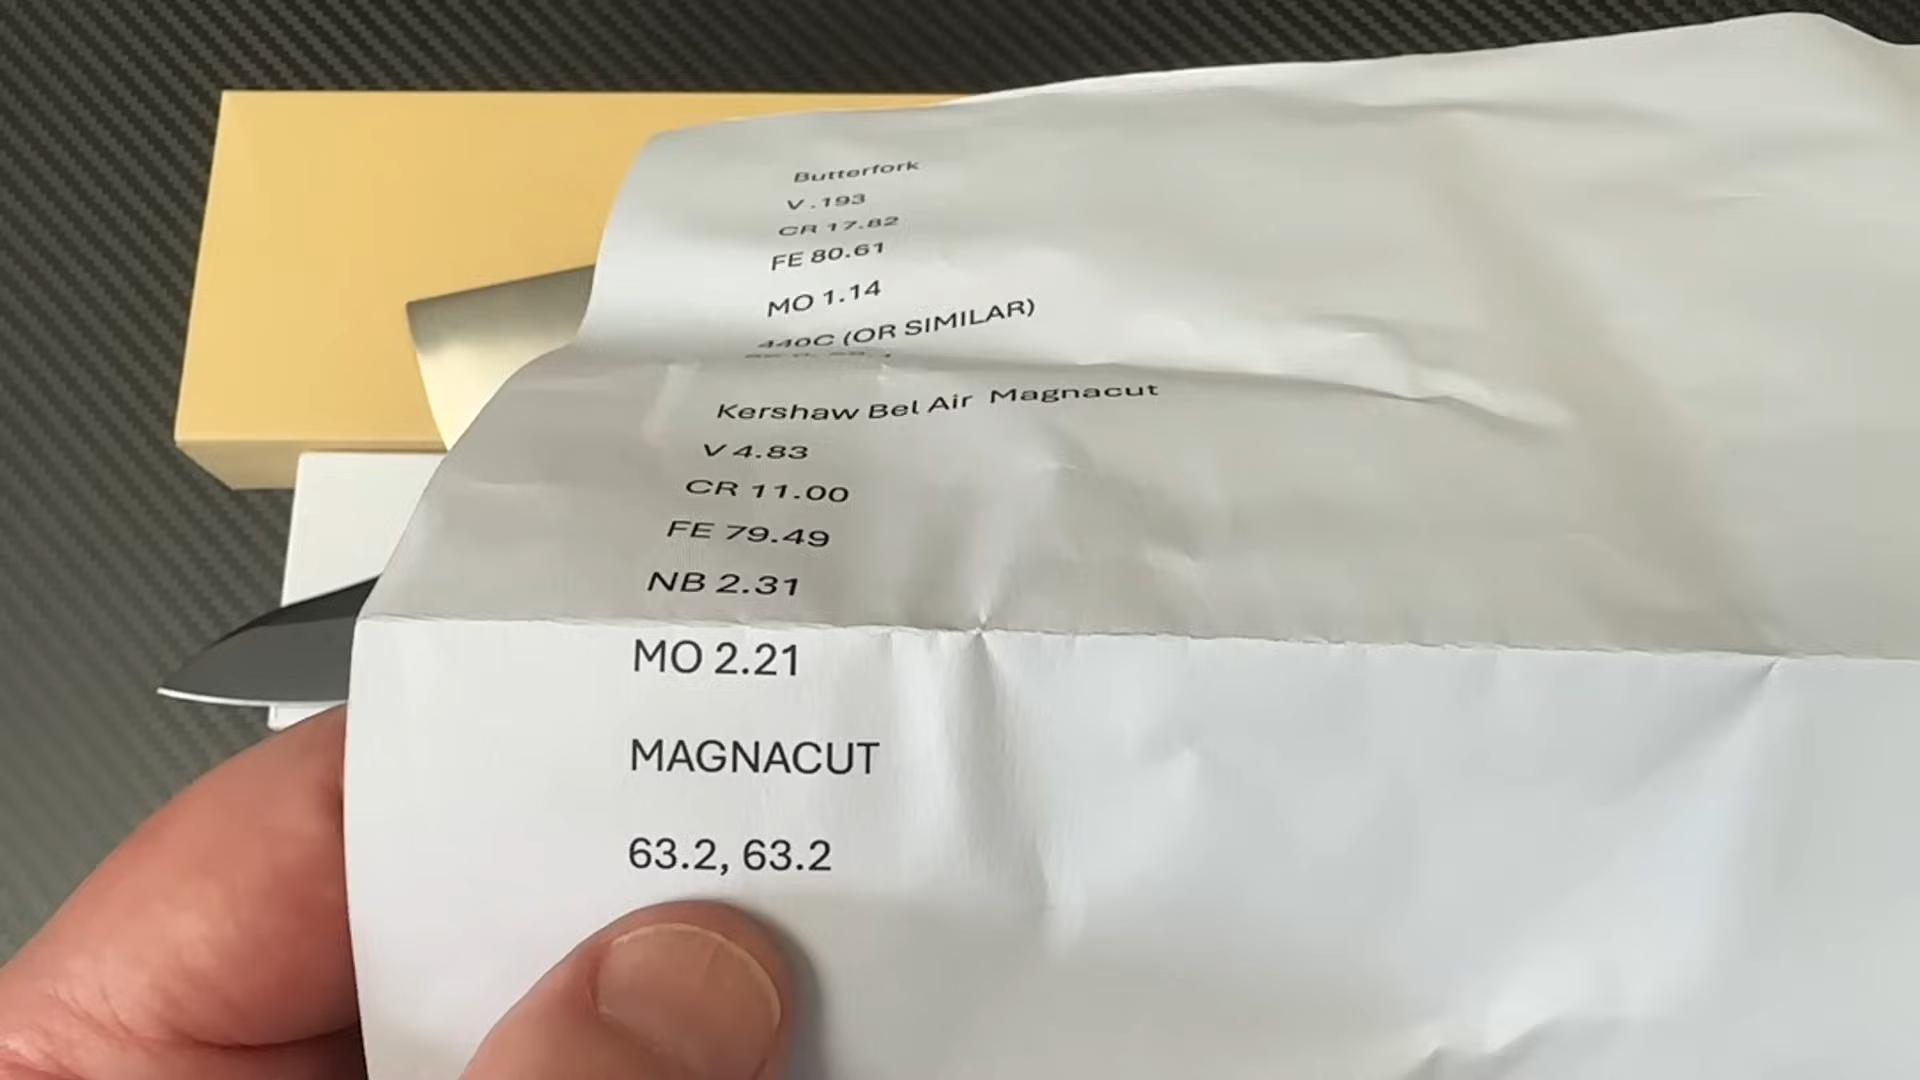 Butterfork
V .193
CR 17.82
FE 80.61
MO 1.14
440C (OR SIMILAR)
Kershaw Bel Air Magnacut
V 4.83
CR 11.00
FE 79.49
NB 2.31
MO 2.21
MAGNACUT
63.2, 63.2